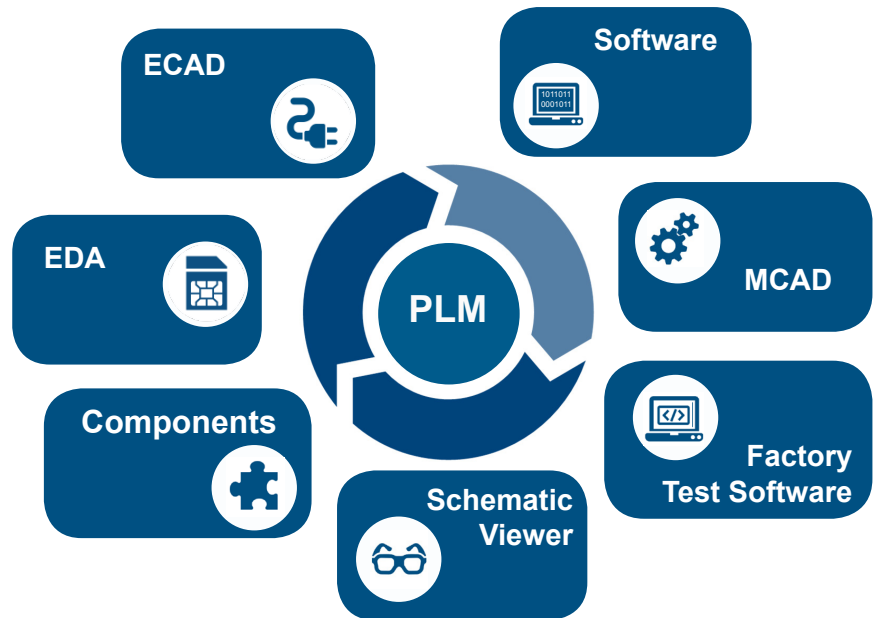 ECAD
Software
1011011
0001011
EDA
MCAD
PLM
Components
</>
Factory
Test Software
Schematic
Viewer